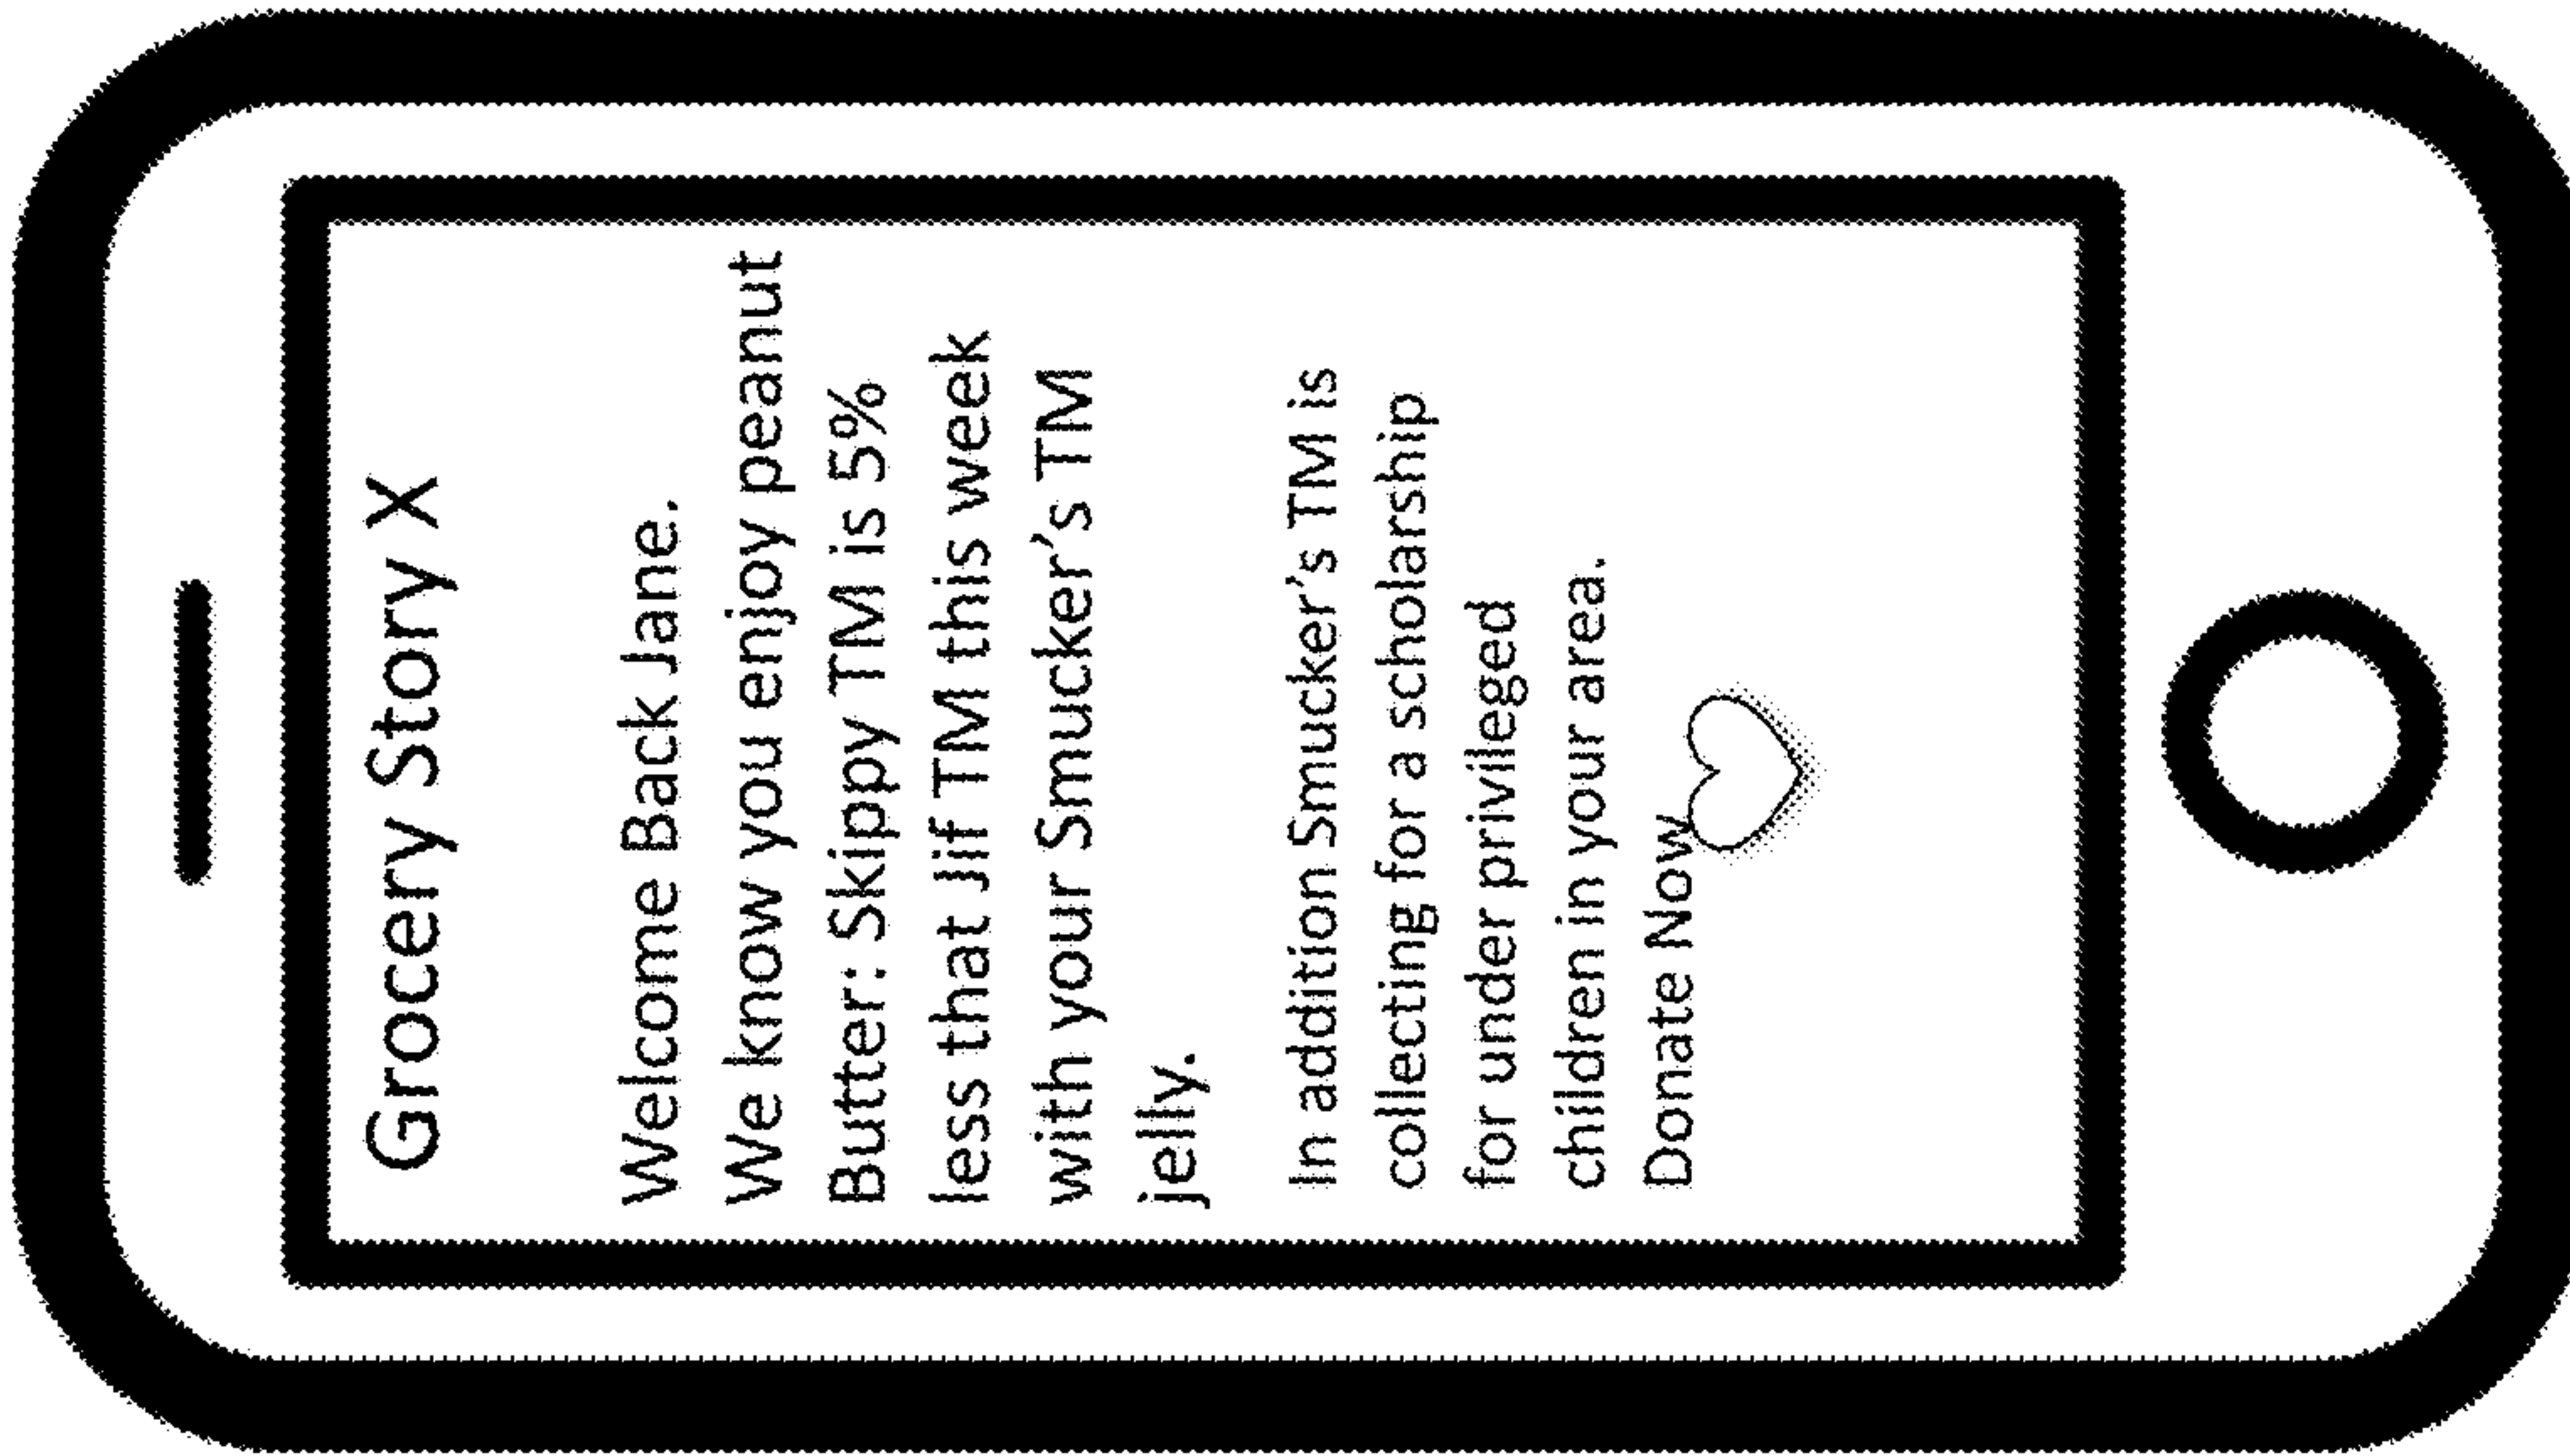 Grocery Story X
Welcome Back Jane.
We know you enjoy peanut
Butter: Skippy TM is 5%
less that Jif TM this week
with your Smucker's TM
jelly.
In addition Smucker's TM is
collecting for a scholarship
for under privileged
children in your area.
Donate Now